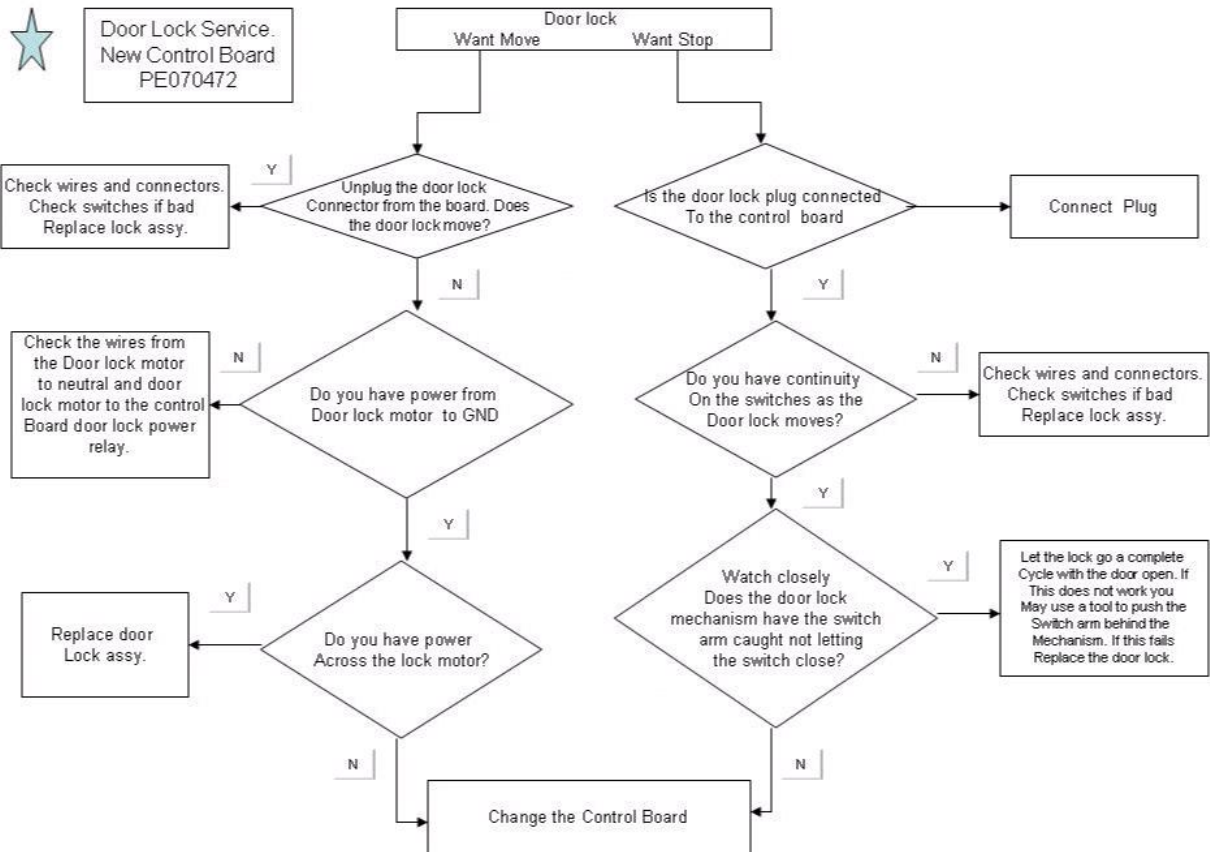 Door Lock Service.
New Control Board
PE070472
Door lock
Want Move Want Stop
Y
Check wires and connectors.
Check switches if bad
Replace lock assy.
Unplug the door lock
Connector from the board. Does
the door lock move?
Is the door lock plug connected
To the control board
Connect Plug
N
Y
Check the wires from
the Door lock motor
to neutral and door
lock motor to the control
Board door lock power
relay.
N
Do you have power from
Door lock motor to GND
Do you have continuity
On the switches as the
Door lock moves?
N
Check wires and connectors.
Check switches if bad
Replace lock assy.
Y
Y
Replace door
Lock assy.
Y
Do you have power
Across the lock motor?
Watch closely
Does the door lock
mechanism have the switch
arm caught not letting
the switch close?
Y
Let the lock go a complete
Cycle with the door open. If
This does not work you
May use a tool to push the
Switch arm behind the
Mechanism. If this fails
Replace the door lock.
N
N
Change the Control Board